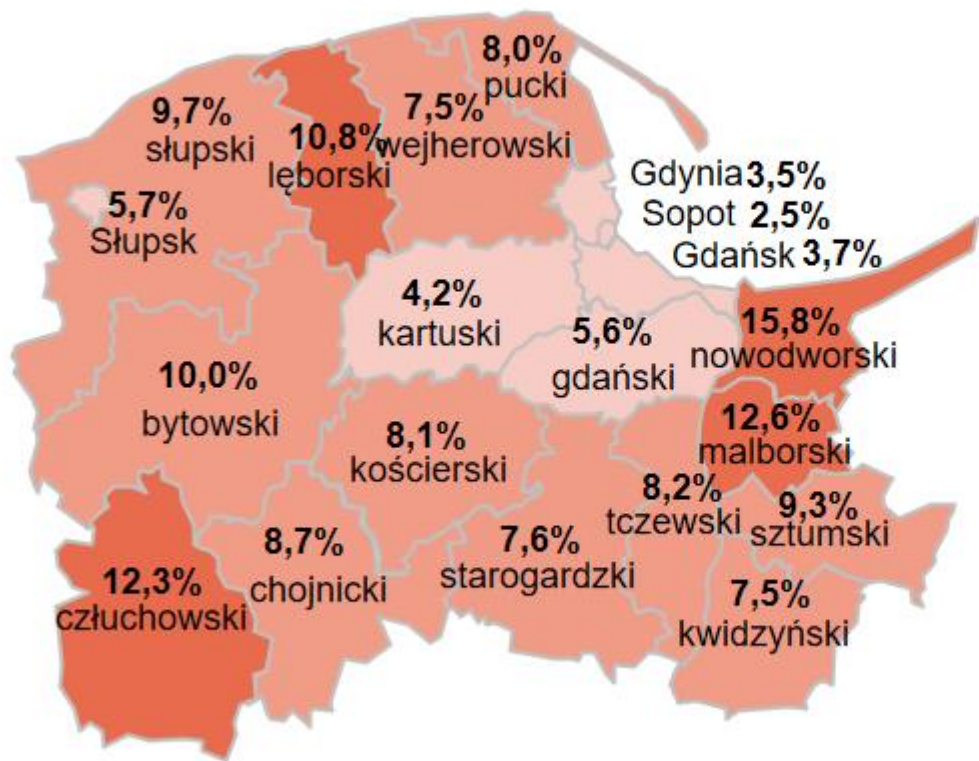 8,0%
pucki
9,7%
słupski
7,5%
wejherowski
10,8%
lęborski
Gdynia 3,5%
Sopot 2,5%
Gdańsk 3,7%
5,7%
Słupsk
4,2%
kartuski
5,6%
gdański
15,8%
nowodworski
10,0%
bytowski
12,6%
malborski
8,1%
kościerski
8,2%
tczewski
9,3%
sztumski
8,7%
chojnicki
7,6%
starogardzki
12,3%
człuchowski
7,5%
kwidzyński